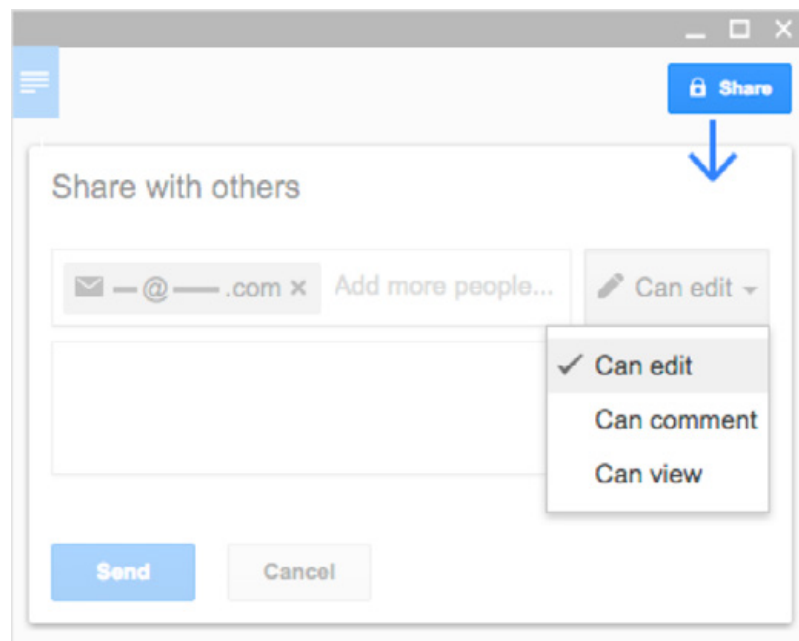 Share
Share with others
@ .com × Add more people... Can edit
Can edit
Can comment
Can view
Send Cancel